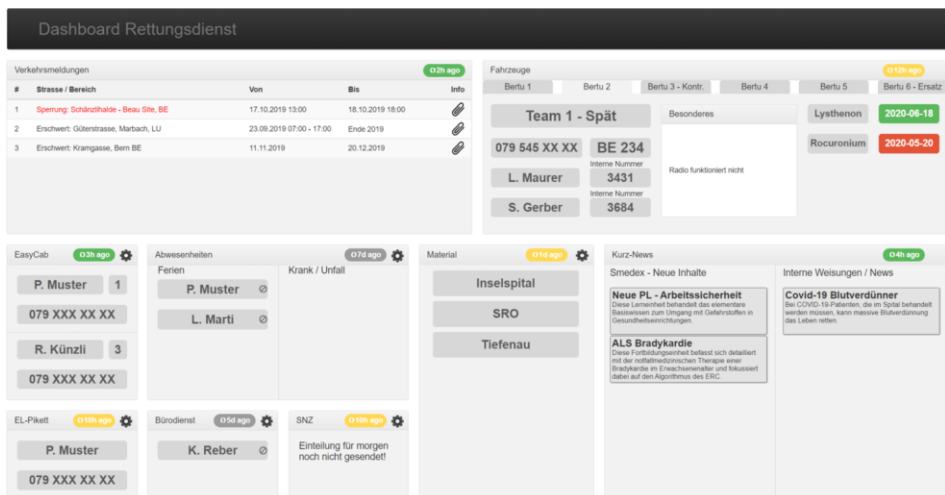 Dashboard Rettungsdienst
Verkehrsmeldungen
2h ago
# Strasse / Bereich Von Bis Info
1 Sperrung: Schänzlihalde - Beau Site, BE 17.10.2019 13:00 18.10.2019 18:00
2 Erschwert: Güterstrasse, Marbach, LU 23.09.2019 07:00 - 17:00 Ende 2019
3 Erschwert: Kramgasse, Bern BE 11.11.2019 20.12.2019
Fahrzeuge
12h ago
Bertu 1 Bertu 2 Bertu 3 - Kontr. Bertu 4 Bertu 5 Bertu 6 - Ersatz
Team 1 - Spät
079 545 XX XX BE 234
Interne Nummer
L. Maurer 3431
Interne Nummer
S. Gerber 3684
Besonderes
Radio funktioniert nicht
Lysthenon 2020-06-18
Rocuronium 2020-05-20
EasyCab
3h ago
P. Muster 1
079 XXX XX XX
R. Künzli 3
079 XXX XX XX
Abwesenheiten
7d ago
Ferien
P. Muster
L. Marti
Krank / Unfall
Material
1d ago
Inselspital
SRO
Tiefenau
Kurz-News
4h ago
Smedex - Neue Inhalte
Neue PL - Arbeitssicherheit
Diese Lerneinheit behandelt das elementare
Basiswissen zum Umgang mit Gefahrstoffen in
Gesundheitseinrichtungen.
ALS Bradykardie
Diese Fortbildungseinheit befasst sich detailliert
mit der notfallmedizinischen Therapie einer
Bradykardie im Erwachsenenalter und fokussiert
dabei auf den Algorithmus des ERC.
Interne Weisungen / News
Covid-19 Blutverdünner
Bei COVID-19-Patienten, die im Spital behandelt
werden müssen, kann massive Blutverdünnung
das Leben retten.
EL-Pikett
ago
P. Muster
079 XXX XX XX
Bürodienst
5d ago
K. Reber
SNZ
ago
Einteilung für morgen
noch nicht gesendet!